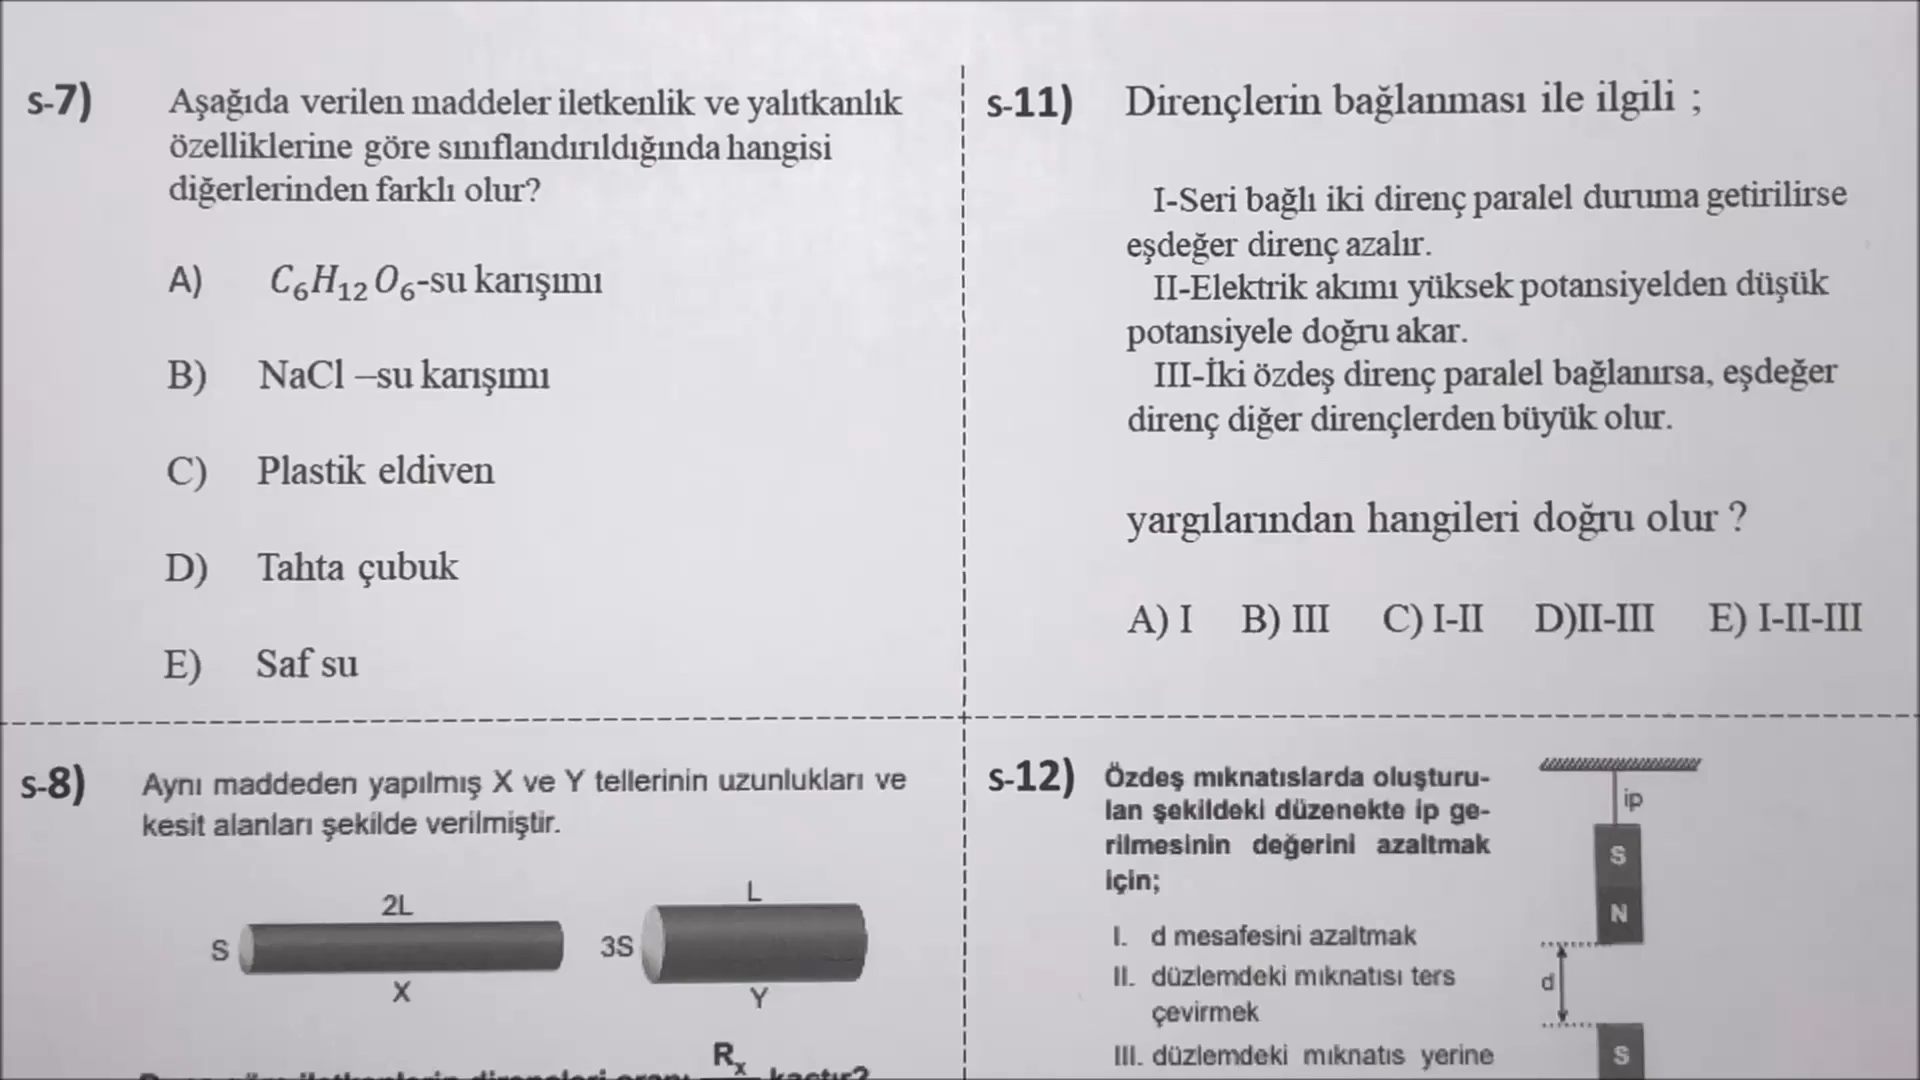 s-7)
Aşağıda verilen maddeler iletkenlik ve yalıtkanlık
özelliklerine göre sınıflandırıldığında hangisi
diğerlerinden farklı olur?
A) C₆H₁₂O₆-su karışımı
B) NaCl –su karışımı
C) Plastik eldiven
D) Tahta çubuk
E) Saf su
s-8)
Aynı maddeden yapılmış X ve Y tellerinin uzunlukları ve
kesit alanları şekilde verilmiştir.
2L
S
X
L
3S
Y
Rₓ
kaçtır?
s-11)
Dirençlerin bağlanması ile ilgili ;
I-Seri bağlı iki direnç paralel duruma getirilirse
eşdeğer direnç azalır.
II-Elektrik akımı yüksek potansiyelden düşük
potansiyele doğru akar.
III-İki özdeş direnç paralel bağlanırsa, eşdeğer
direnç diğer dirençlerden büyük olur.
yargılarından hangileri doğru olur ?
A) I B) III C) I-II D)II-III E) I-II-III
s-12)
Özdeş mıknatıslarda oluşturu-
lan şekildeki düzenekte ip ge-
rilmesinin değerini azaltmak
için;
I. d mesafesini azaltmak
II. düzlemdeki mıknatısı ters
çevirmek
III. düzlemdeki mıknatıs yerine
ip
S
N
d
S